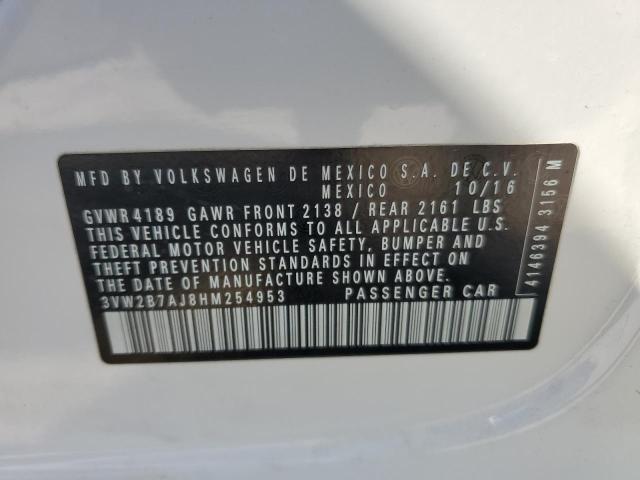 MFD BY VOLKSWAGEN DE MEXICO S.A. DE C.V.
MEXICO 10/16
GVWR4189 GAWR FRONT 2138 / REAR 2161 LBS
THIS VEHICLE CONFORMS TO ALL APPLICABLE U.S.
FEDERAL MOTOR VEHICLE SAFETY, BUMPER AND
THEFT PREVENTION STANDARDS IN EFFECT ON
THE DATE OF MANUFACTURE SHOWN ABOVE.
3VW2B7AJ8HM254953 PASSENGER CAR
4146394 3156 M